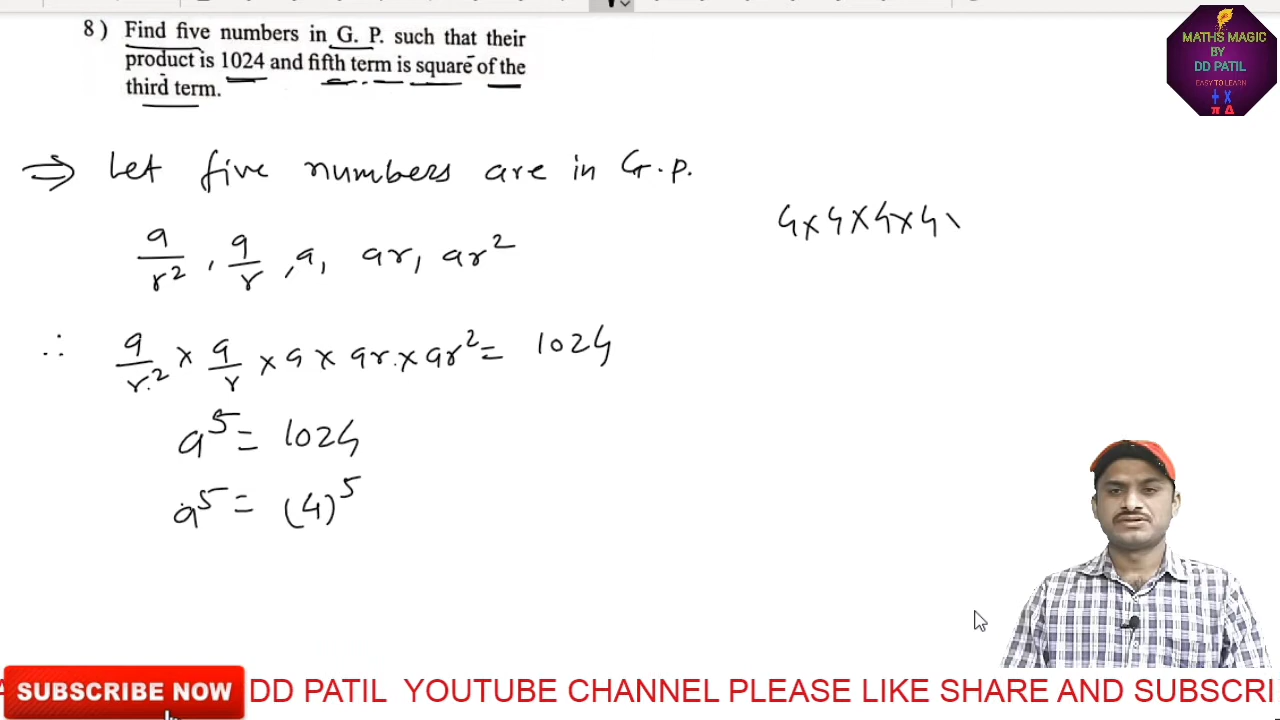 8) Find five numbers in G. P. such that their
product is 1024 and fifth term is square of the
third term.
MATHS MAGIC
BY
DD PATIL
EASY TO LEARN
+ X
π Δ
⇒ Let five numbers are in G.P.
a/r², a/r, a, ar, ar²
4×4×4×4\
∴ a/r² × a/r × a × ar × ar² = 1024
a⁵ = 1024
a⁵ = (4)⁵
SUBSCRIBE NOW
DD PATIL YOUTUBE CHANNEL PLEASE LIKE SHARE AND SUBSCRI